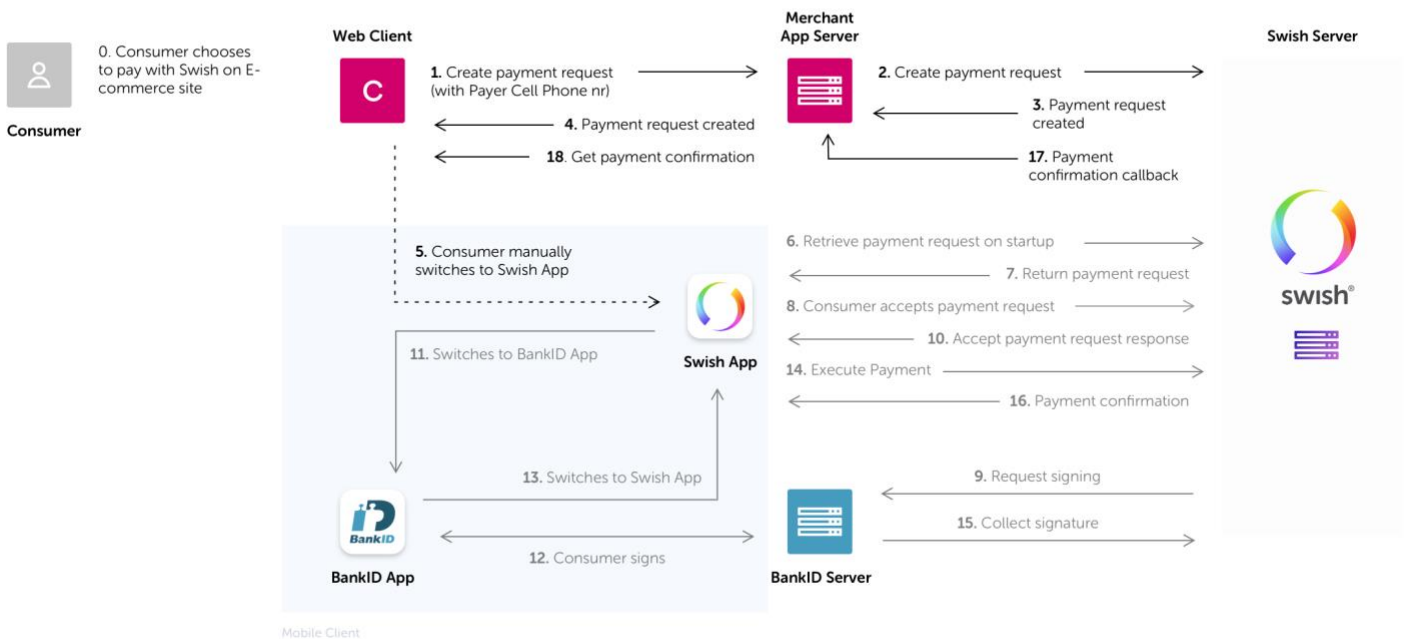 Web Client
Merchant
App Server
Swish Server
0. Consumer chooses
to pay with Swish on E-
commerce site
Consumer
C
1. Create payment request
(with Payer Cell Phone nr)
2. Create payment request
3. Payment request
created
4. Payment request created
18. Get payment confirmation
17. Payment
confirmation callback
5. Consumer manually
switches to Swish App
6. Retrieve payment request on startup
7. Return payment request
8. Consumer accepts payment request
swish®
11. Switches to BankID App
Swish App
10. Accept payment request response
14. Execute Payment
16. Payment confirmation
13. Switches to Swish App
9. Request signing
15. Collect signature
iD
BankID
12. Consumer signs
BankID App
BankID Server
Mobile Client